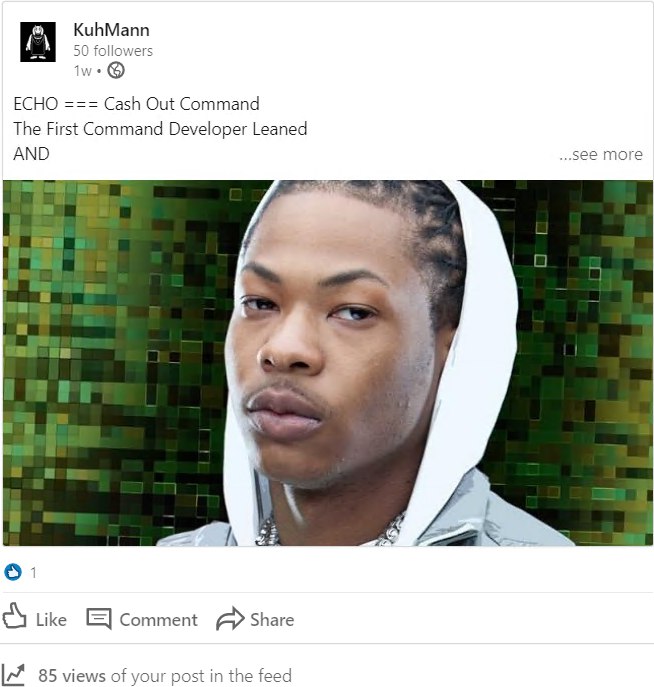 KuhMann
50 followers
1w •
ECHO === Cash Out Command
The First Command Developer Leaned
AND
...see more
1
Like Comment Share
85 views of your post in the feed